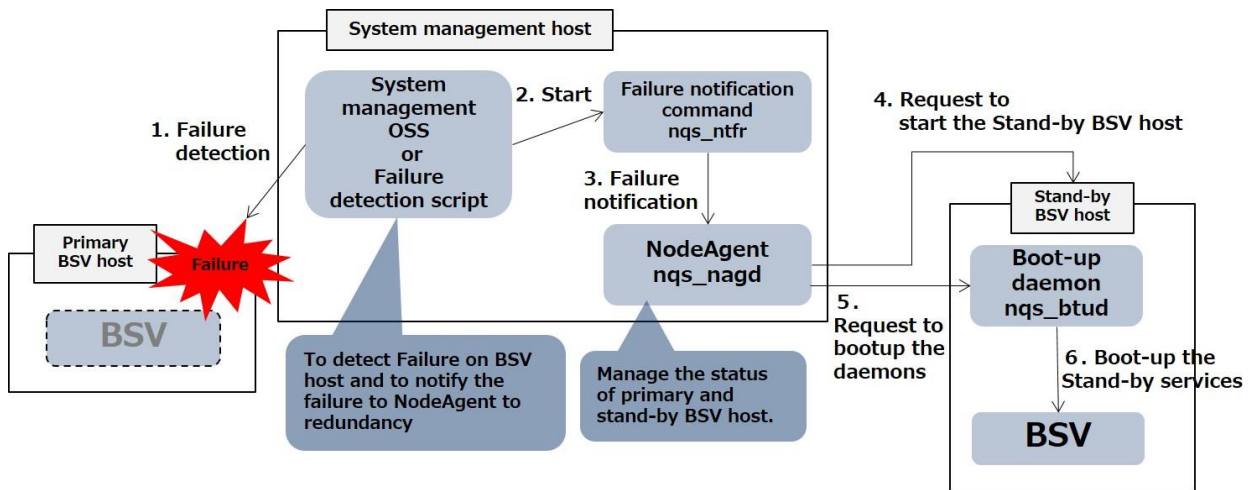 System management host
System
management
OSS
or
Failure
detection script
2. Start
Failure notification
command
nqs_ntfr
1. Failure
detection
3. Failure
notification
NodeAgent
nqs_nagd
4. Request to
start the Stand-by BSV host
Primary
BSV host
Failure
BSV
Stand-by
BSV host
Boot-up
daemon
nqs_btud
5.
Request to
bootup the
daemons
6. Boot-up the
Stand-by services
BSV
To detect Failure on BSV
host and to notify the
failure to NodeAgent to
redundancy
Manage the status
of primary and
stand-by BSV host.